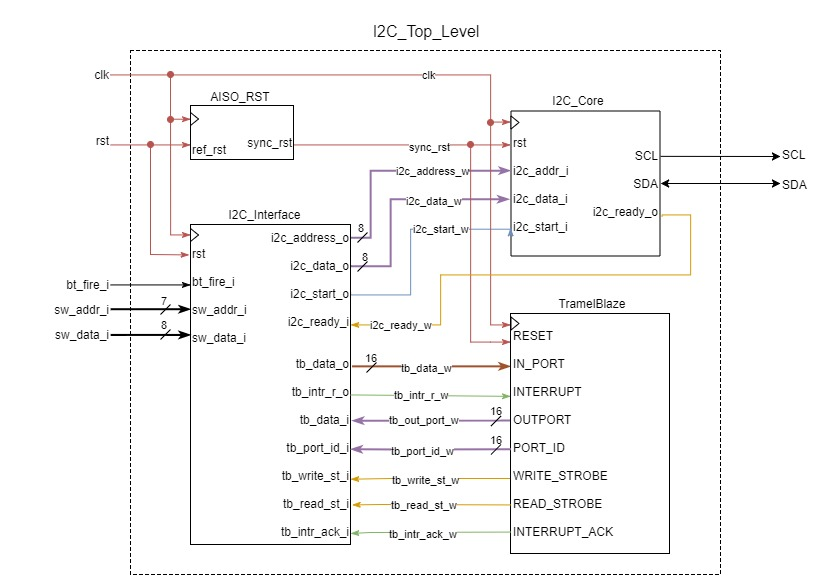 I2C_Top_Level
clk
clk
AISO_RST
I2C_Core
rst
ref_rst
sync_rst
sync_rst
rst
SCL
SCL
i2c_address_w
i2c_addr_i
SDA
SDA
i2c_data_w
i2c_data_i
i2c_ready_o
I2C_Interface
i2c_start_w
i2c_start_i
i2c_address_o
8
rst
i2c_data_o
8
bt_fire_i
bt_fire_i
i2c_start_o
sw_addr_i
7
sw_addr_i
TramelBlaze
i2c_ready_i
i2c_ready_w
sw_data_i
8
sw_data_i
RESET
tb_data_o
16
tb_data_w
IN_PORT
tb_intr_r_o
tb_intr_r_w
INTERRUPT
tb_data_i
tb_out_port_w
16
OUTPORT
tb_port_id_i
tb_port_id_w
16
PORT_ID
tb_write_st_i
tb_write_st_w
WRITE_STROBE
tb_read_st_i
tb_read_st_w
READ_STROBE
tb_intr_ack_i
tb_intr_ack_w
INTERRUPT_ACK